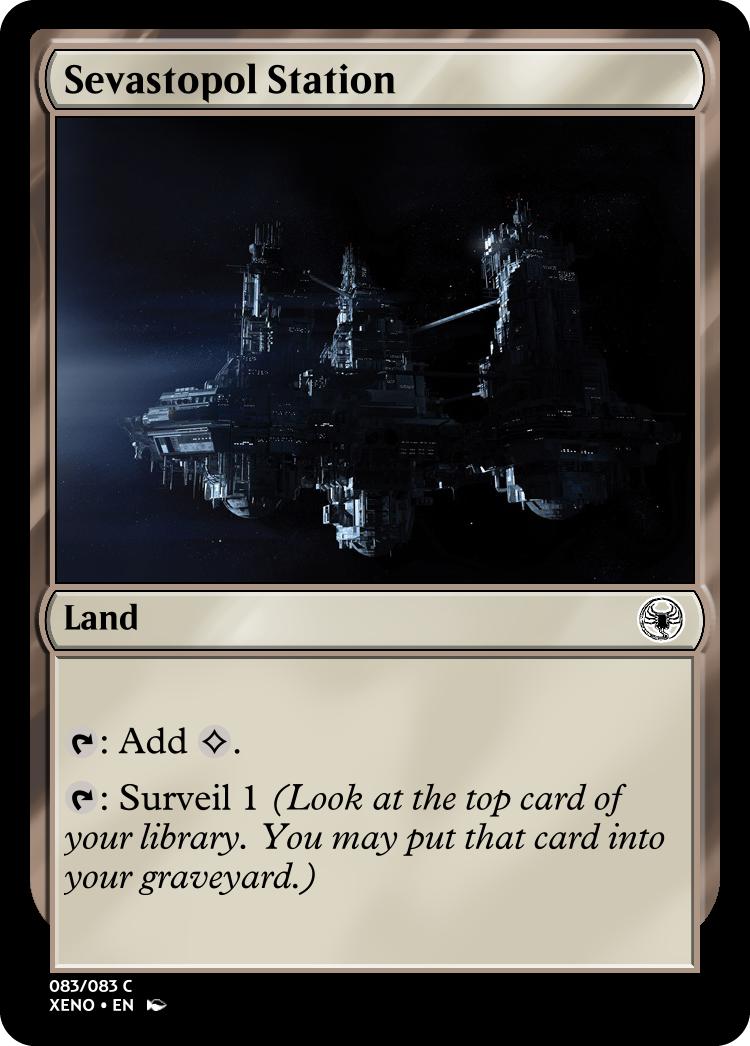 Sevastopol Station
Land
: Add .
: Surveil 1 (Look at the top card of
your library. You may put that card into
your graveyard.)
083/083 C
XENO • EN